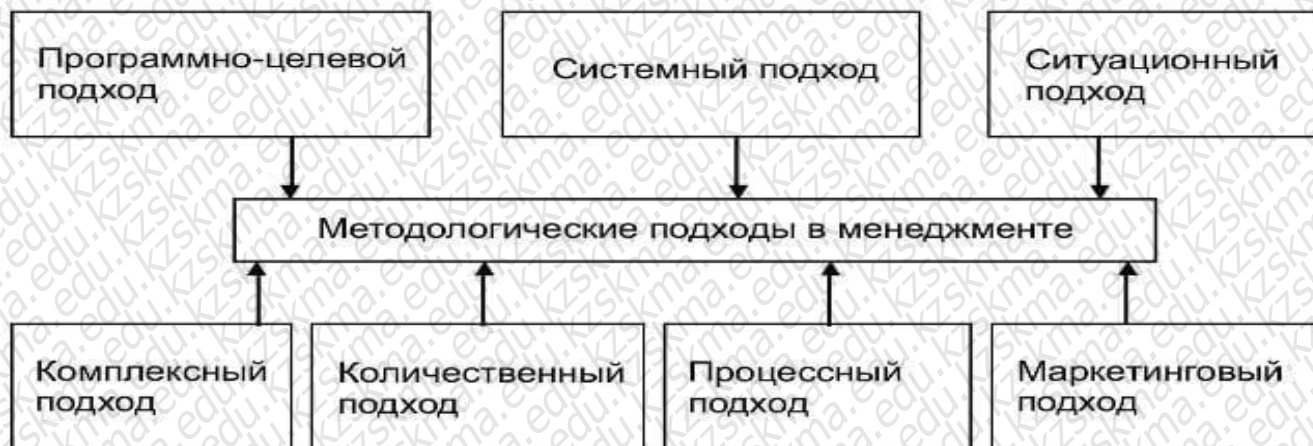 Программно-целевой
подход
Системный подход
Ситуационный
подход
Методологические подходы в менеджменте
Комплексный
подход
Количественный
подход
Процессный
подход
Маркетинговый
подход